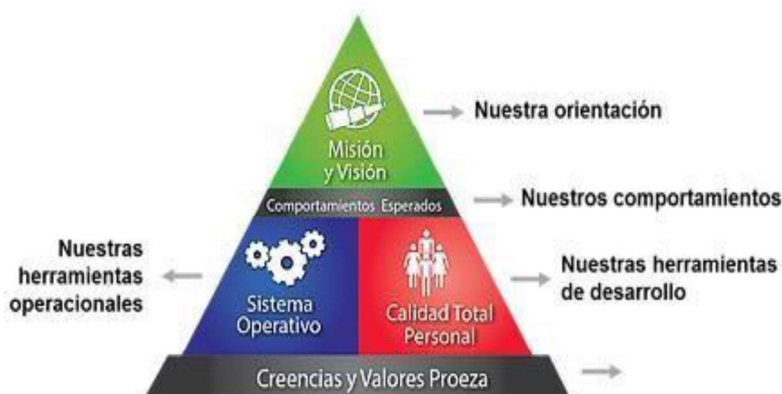 Misión
y Visión
Nuestra orientación
Comportamientos Esperados
Nuestros comportamientos
Nuestras
herramientas
operacionales
Sistema
Operativo
Calidad Total
Personal
Nuestras herramientas
de desarrollo
Creencias y Valores Proeza